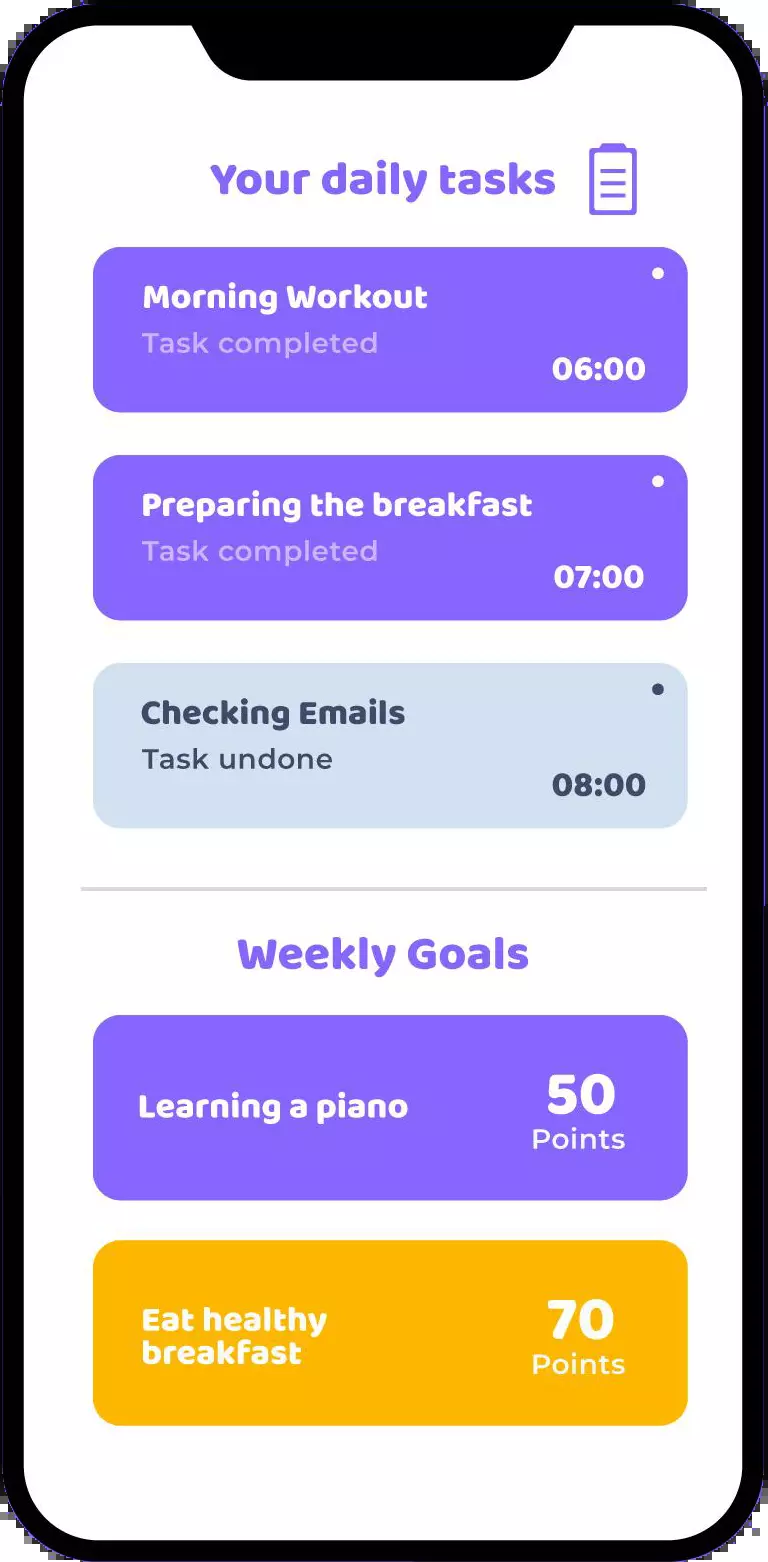 Your daily tasks
Morning Workout
Task completed
06:00
Preparing the breakfast
Task completed
07:00
Checking Emails
Task undone
08:00
Weekly Goals
Learning a piano
50
Points
Eat healthy
breakfast
70
Points